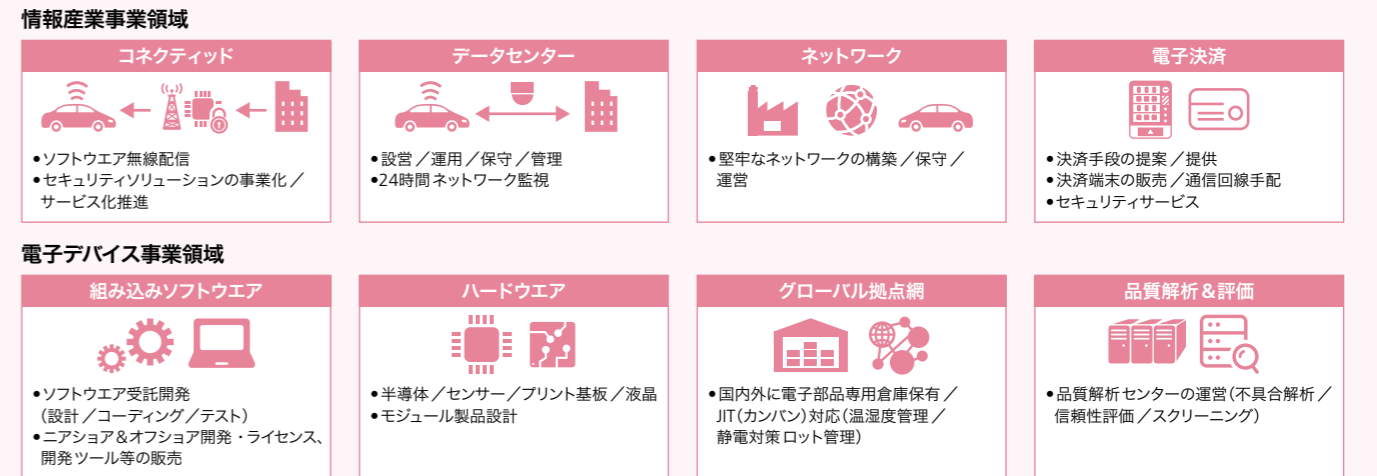 情報産業事業領域
コネクティッド
•ソフトウエア無線配信
•セキュリティソリューションの事業化／
サービス化推進
データセンター
•設営／運用／保守／管理
•24時間ネットワーク監視
ネットワーク
•堅牢なネットワークの構築／保守／
運営
電子決済
•決済手段の提案／提供
•決済端末の販売／通信回線手配
•セキュリティサービス
電子デバイス事業領域
組み込みソフトウエア
•ソフトウエア受託開発
（設計／コーディング／テスト）
•ニアショア＆オフショア開発・ライセンス、
開発ツール等の販売
ハードウエア
•半導体／センサー／プリント基板／液晶
•モジュール製品設計
グローバル拠点網
•国内外に電子部品専用倉庫保有／
JIT（カンバン）対応（温湿度管理／
静電対策ロット管理）
品質解析＆評価
•品質解析センターの運営（不具合解析／
信頼性評価／スクリーニング）